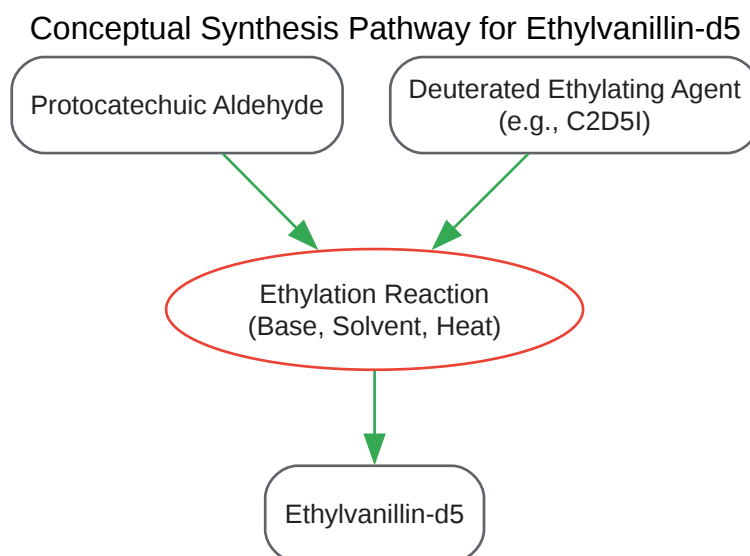 Conceptual Synthesis Pathway for Ethylvanillin-d5
Protocatechuic Aldehyde
Deuterated Ethylating Agent
(e.g., C2D5I)
Ethylation Reaction
(Base, Solvent, Heat)
Ethylvanillin-d5